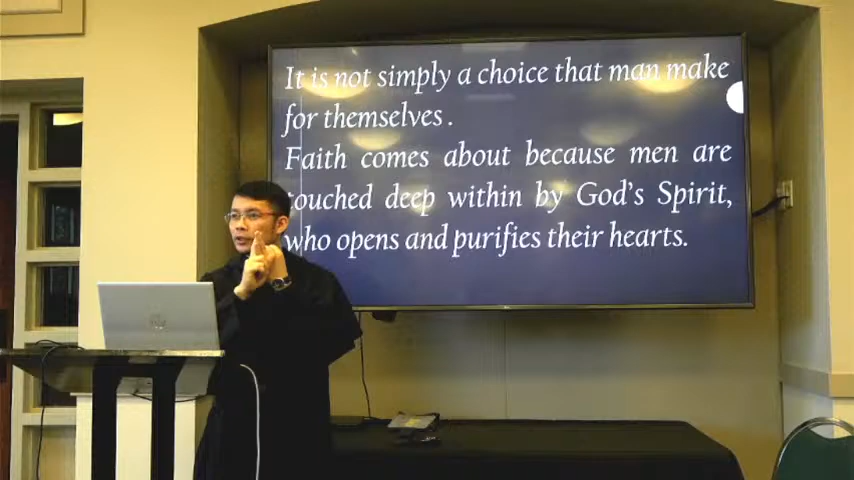 It is not simply a choice that man make
for themselves .
Faith comes about because men are
touched deep within by God's Spirit,
who opens and purifies their hearts.